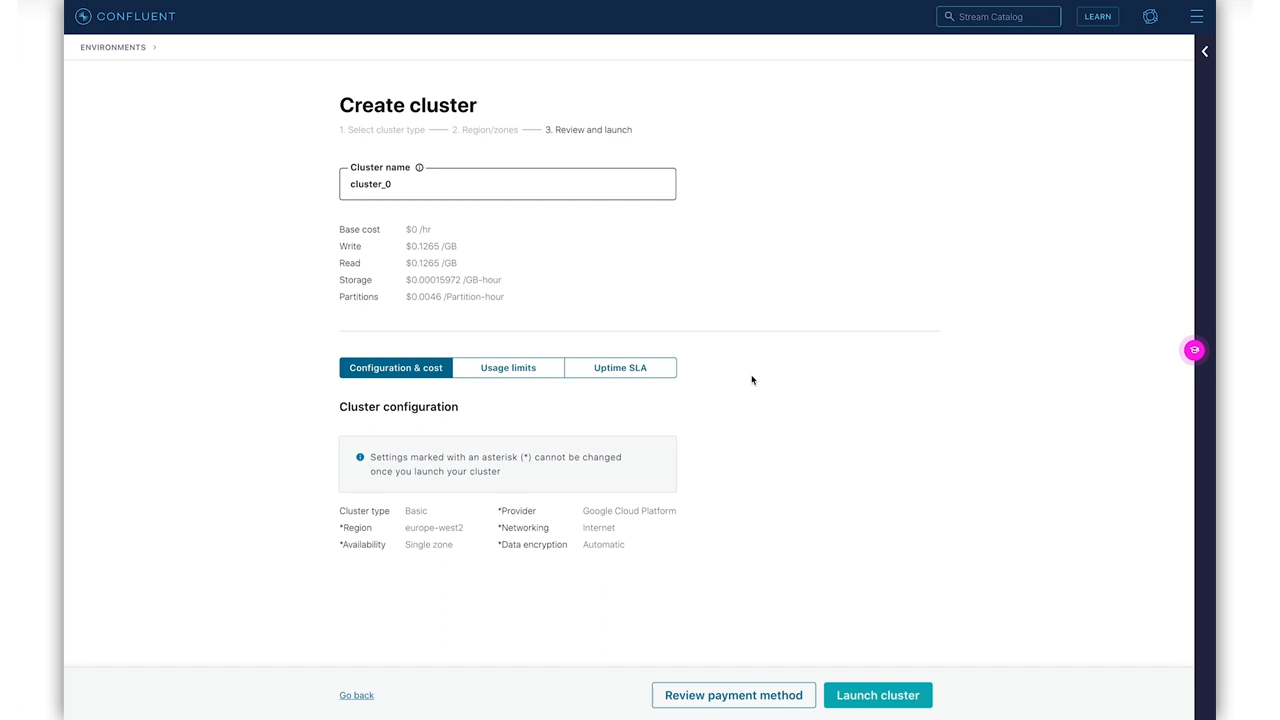 CONFLUENT
Stream Catalog
LEARN
ENVIRONMENTS >
Create cluster
1. Select cluster type 2. Region/zones 3. Review and launch
Cluster name
cluster_0
Base cost $0 /hr
Write $0.1265 /GB
Read $0.1265 /GB
Storage $0.00015972 /GB-hour
Partitions $0.0046 /Partition-hour
Configuration & cost Usage limits Uptime SLA
Cluster configuration
Settings marked with an asterisk (*) cannot be changed
once you launch your cluster
Cluster type Basic *Provider Google Cloud Platform
*Region europe-west2 *Networking Internet
*Availability Single zone *Data encryption Automatic
Go back Review payment method Launch cluster